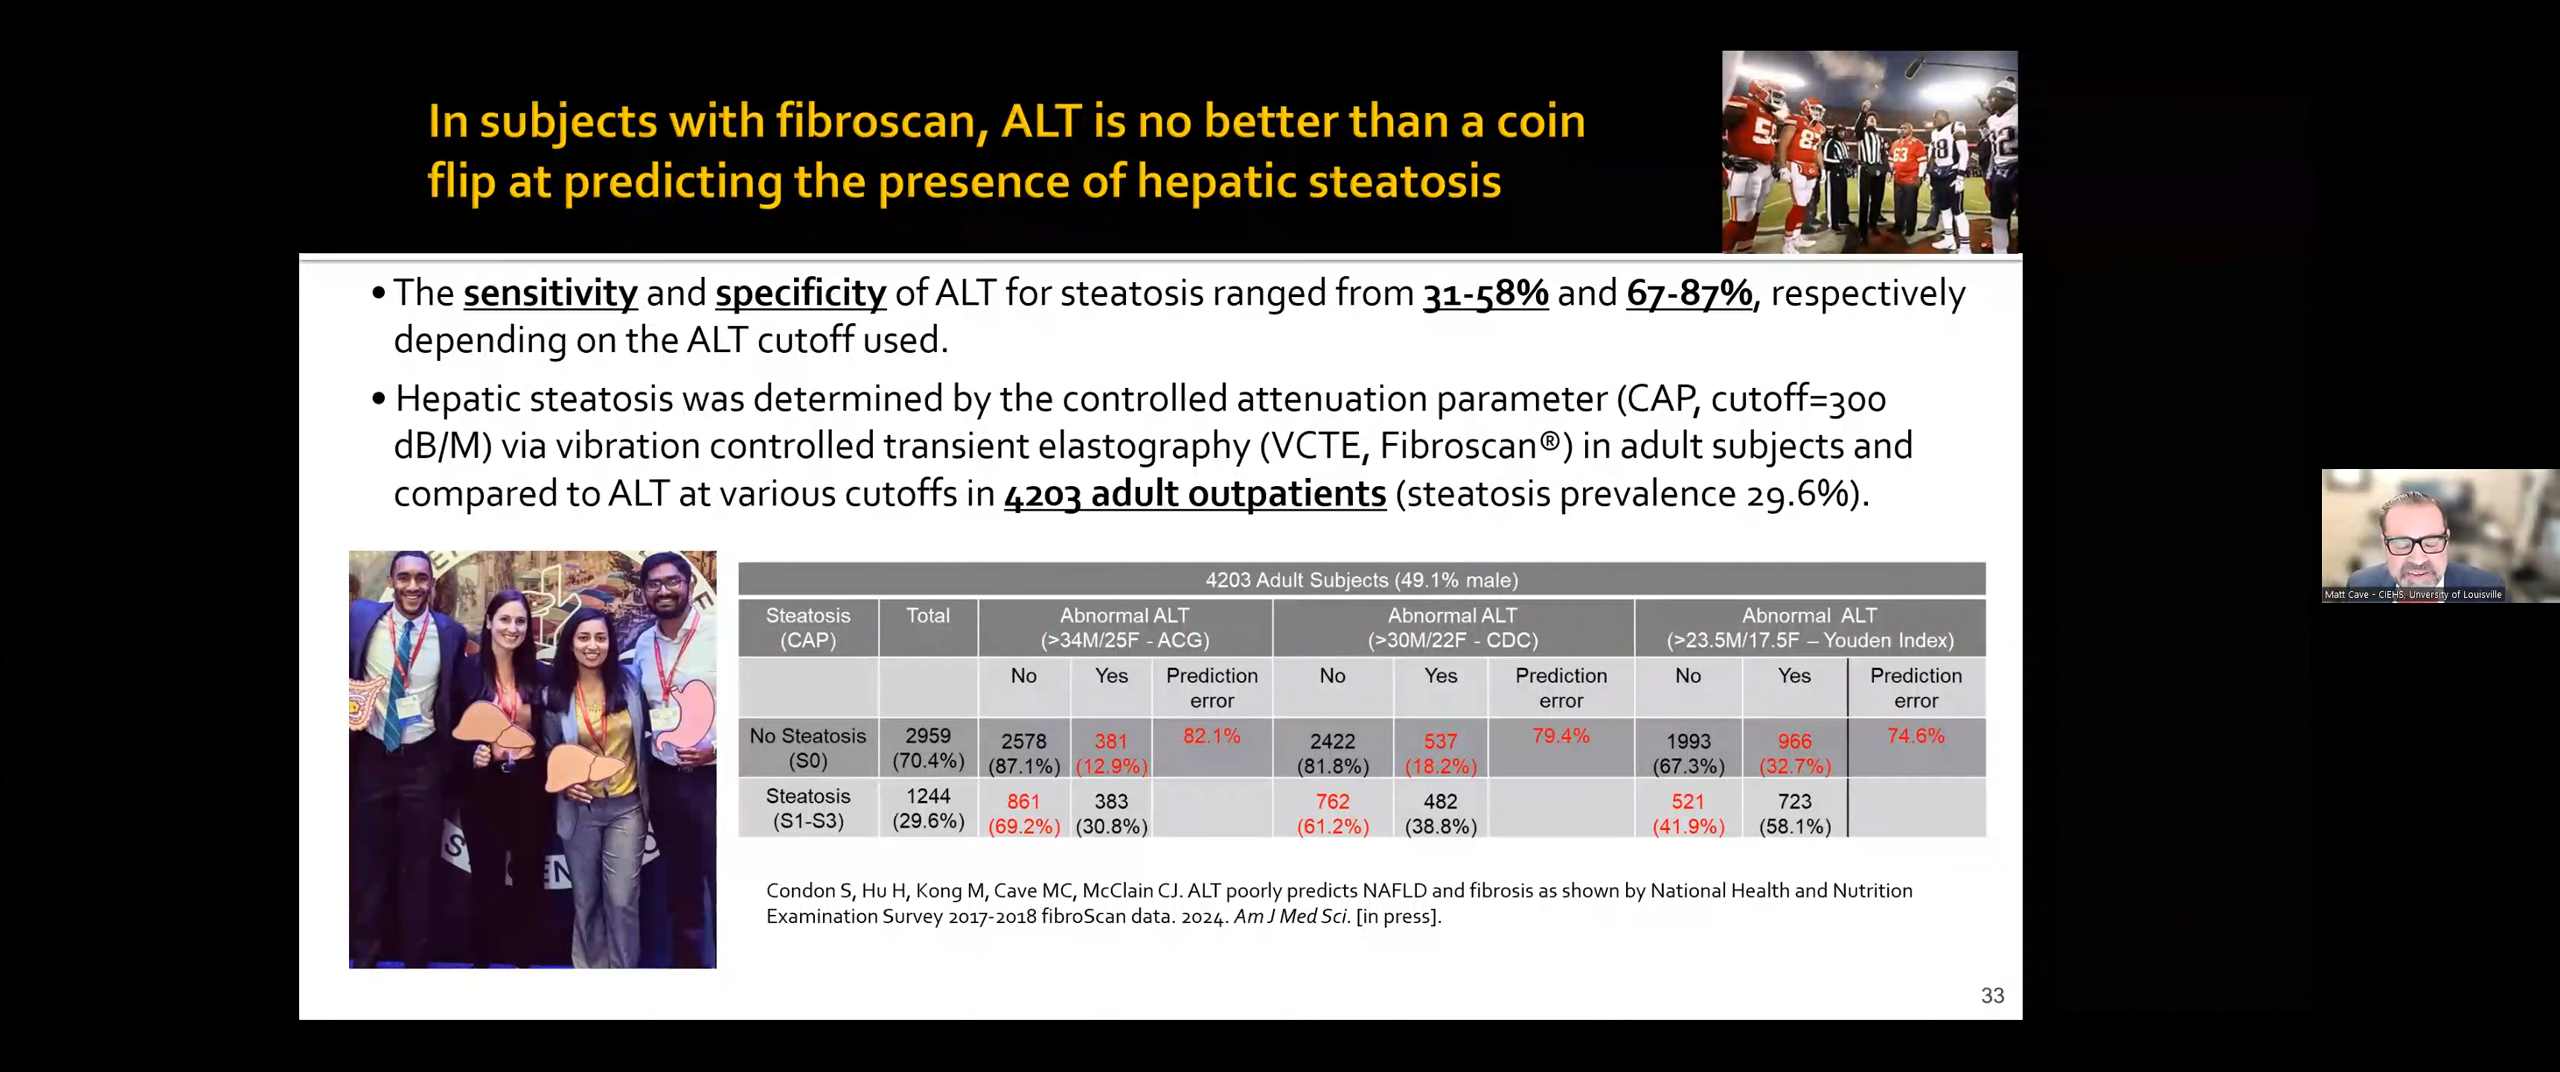 In subjects with fibroscan, ALT is no better than a coin
flip at predicting the presence of hepatic steatosis
• The sensitivity and specificity of ALT for steatosis ranged from 31-58% and 67-87%, respectively
depending on the ALT cutoff used.
• Hepatic steatosis was determined by the controlled attenuation parameter (CAP, cutoff=300
dB/M) via vibration controlled transient elastography (VCTE, Fibroscan®) in adult subjects and
compared to ALT at various cutoffs in 4203 adult outpatients (steatosis prevalence 29.6%).
4203 Adult Subjects (49.1% male)
Steatosis Total Abnormal ALT Abnormal ALT Abnormal ALT
(CAP) (>34M/25F - ACG) (>30M/22F - CDC) (>23.5M/17.5F – Youden Index)
No Yes Prediction No Yes Prediction No Yes Prediction
error error error
No Steatosis 2959 2578 381 82.1% 2422 537 79.4% 1993 966 74.6%
(S0) (70.4%) (87.1%) (12.9%) (81.8%) (18.2%) (67.3%) (32.7%)
Steatosis 1244 861 383 762 482 521 723
(S1-S3) (29.6%) (69.2%) (30.8%) (61.2%) (38.8%) (41.9%) (58.1%)
Condon S, Hu H, Kong M, Cave MC, McClain CJ. ALT poorly predicts NAFLD and fibrosis as shown by National Health and Nutrition
Examination Survey 2017-2018 fibroScan data. 2024. Am J Med Sci. [in press].
33
Matt Cave - CIEHS, Unversity of Louisville